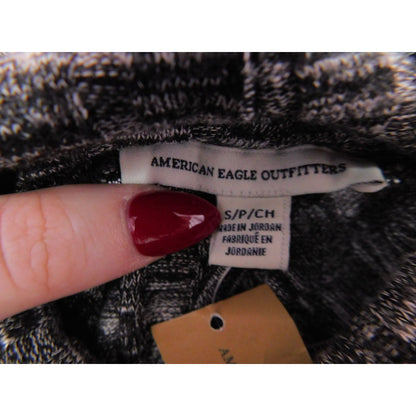 AMERICAN EAGLE OUTFITTERS
S/P/CH
MADE IN JORDAN
FABRIQUÉ EN
JORDANIE